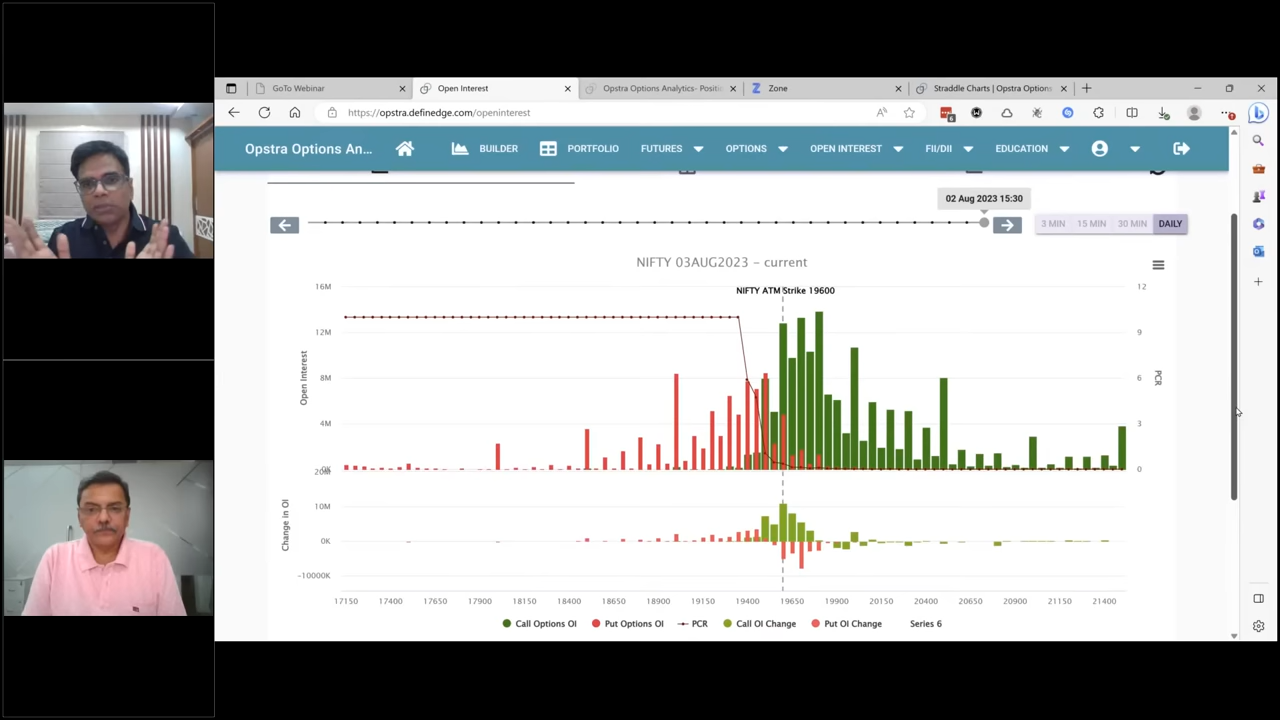 GoTo Webinar
Open Interest
Opstra Options Analytics- Positi
Zone
Straddle Charts | Opstra Options
https://opstra.definedge.com/openinterest
Opstra Options An...
BUILDER
PORTFOLIO
FUTURES
OPTIONS
OPEN INTEREST
FII/DII
EDUCATION
02 Aug 2023 15:30
3 MIN
15 MIN
30 MIN
DAILY
NIFTY 03AUG2023 – current
NIFTY ATM Strike 19600
16M
12M
8M
4M
0K
Open Interest
12
9
6
3
0
PCR
20M
10M
0K
-10000K
Change in OI
17150 17400 17650 17900 18150 18400 18650 18900 19150 19400 19650 19900 20150 20400 20650 20900 21150 21400
Call Options OI Put Options OI PCR Call OI Change Put OI Change Series 6